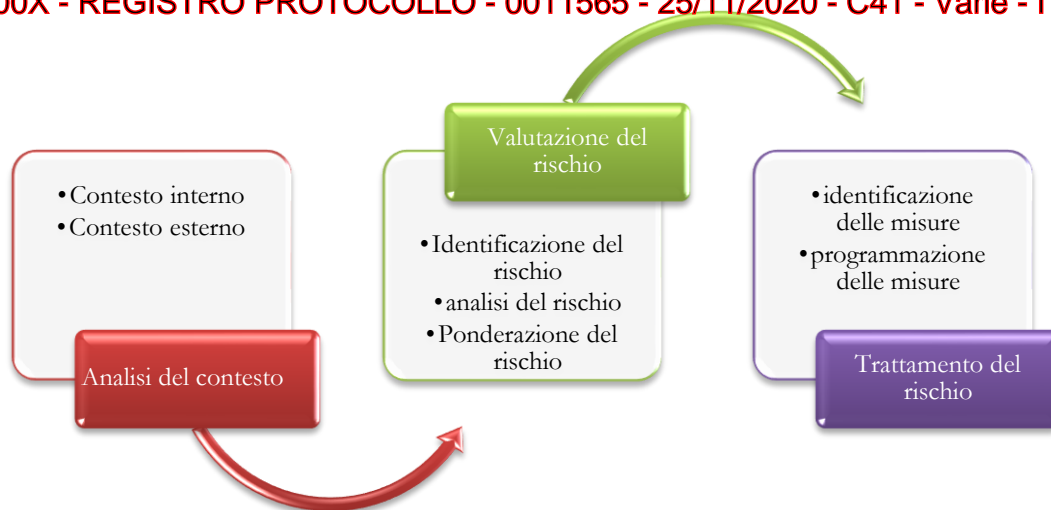 00X - REGISTRO PROTOCOLLO - 0011565 - 25/11/2020 - C41 - Varie -
•Contesto interno
•Contesto esterno
Analisi del contesto
Valutazione del
rischio
•Identificazione del
rischio
•analisi del rischio
•Ponderazione del
rischio
•identificazione
delle misure
•programmazione
delle misure
Trattamento del
rischio